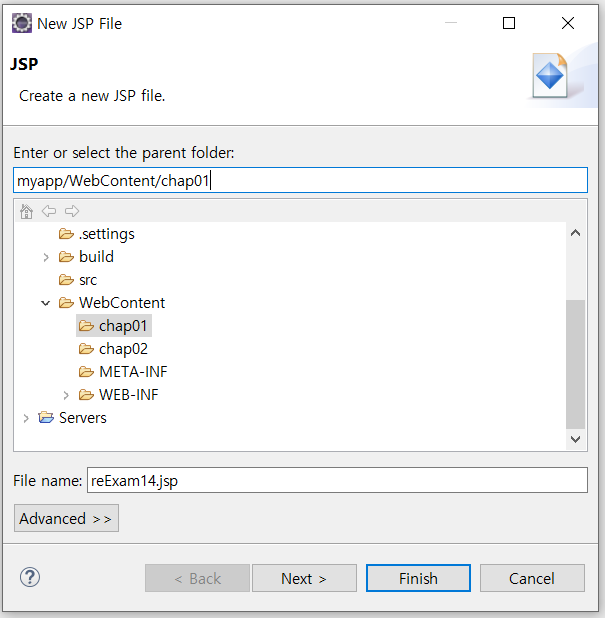 New JSP File
JSP
Create a new JSP file.
Enter or select the parent folder:
myapp/WebContent/chap01
.settings
build
src
WebContent
chap01
chap02
META-INF
WEB-INF
Servers
File name: reExam14.jsp
Advanced >>
? < Back Next > Finish Cancel